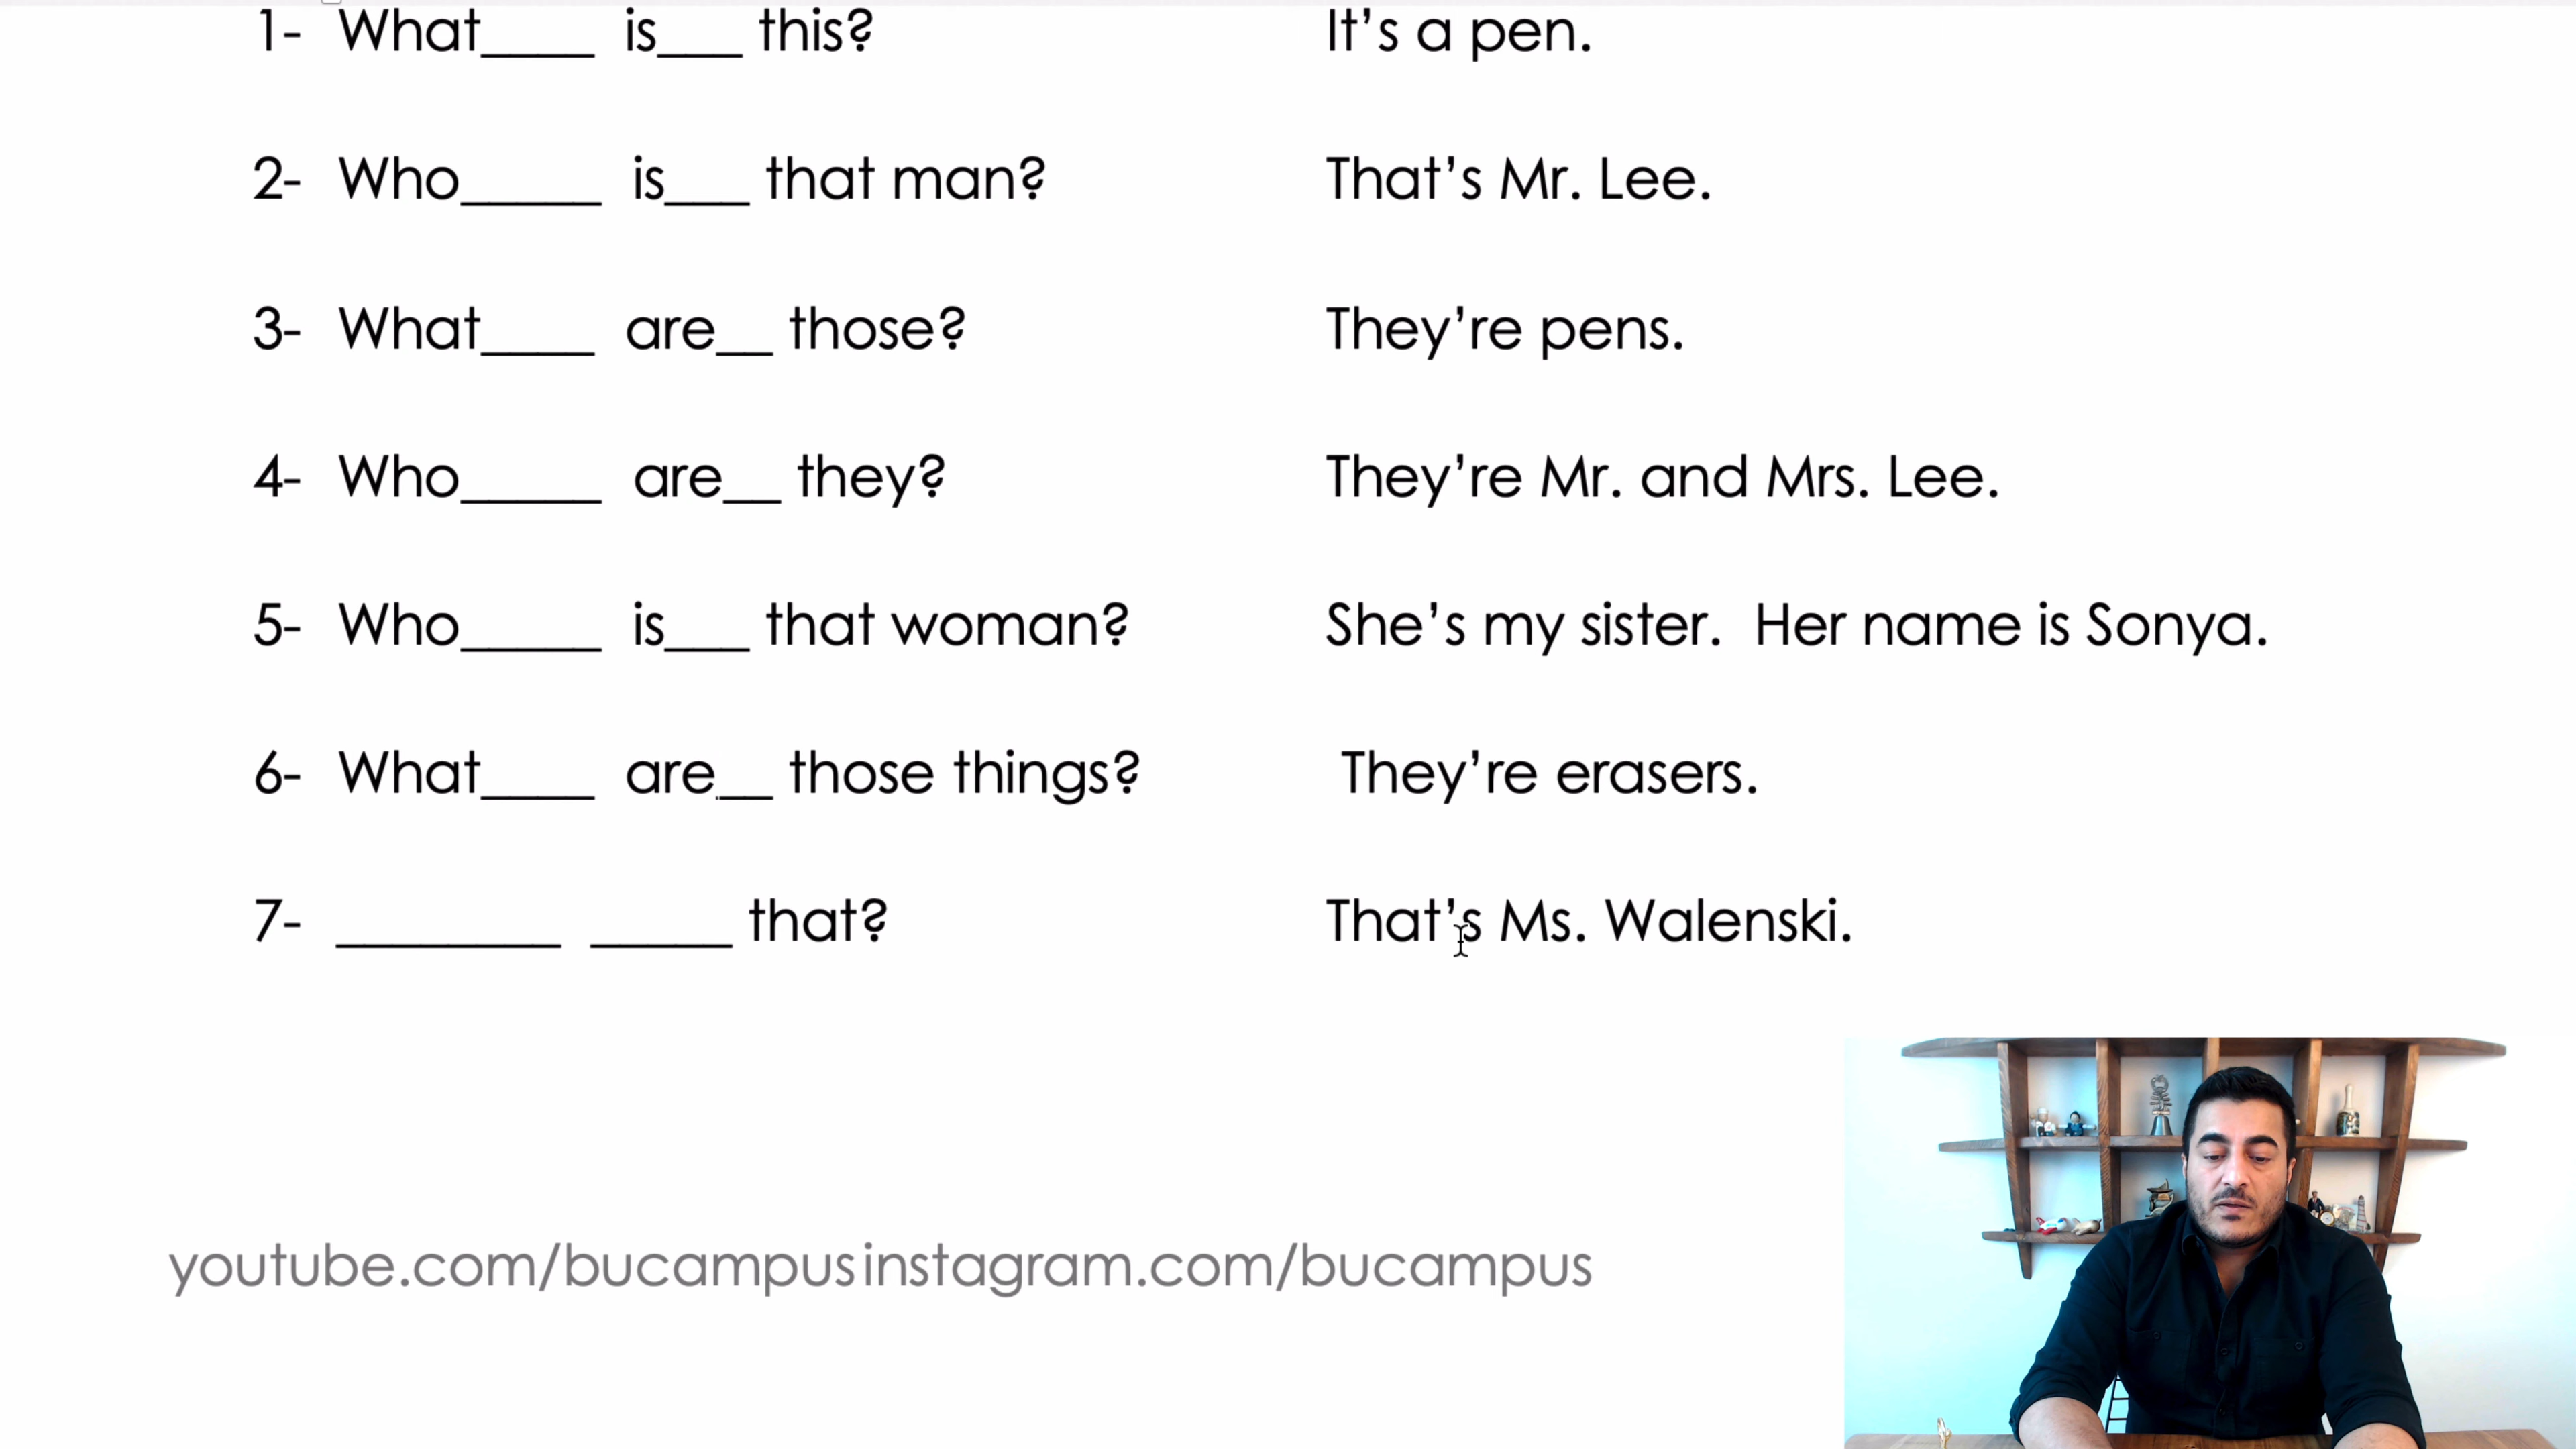 1- What____ is___ this? It's a pen.
2- Who_____ is___ that man? That's Mr. Lee.
3- What____ are__ those? They're pens.
4- Who_____ are__ they? They're Mr. and Mrs. Lee.
5- Who_____ is___ that woman? She's my sister. Her name is Sonya.
6- What____ are__ those things? They're erasers.
7- ________ _____ that? That's Ms. Walenski.
youtube.com/bucampus instagram.com/bucampus